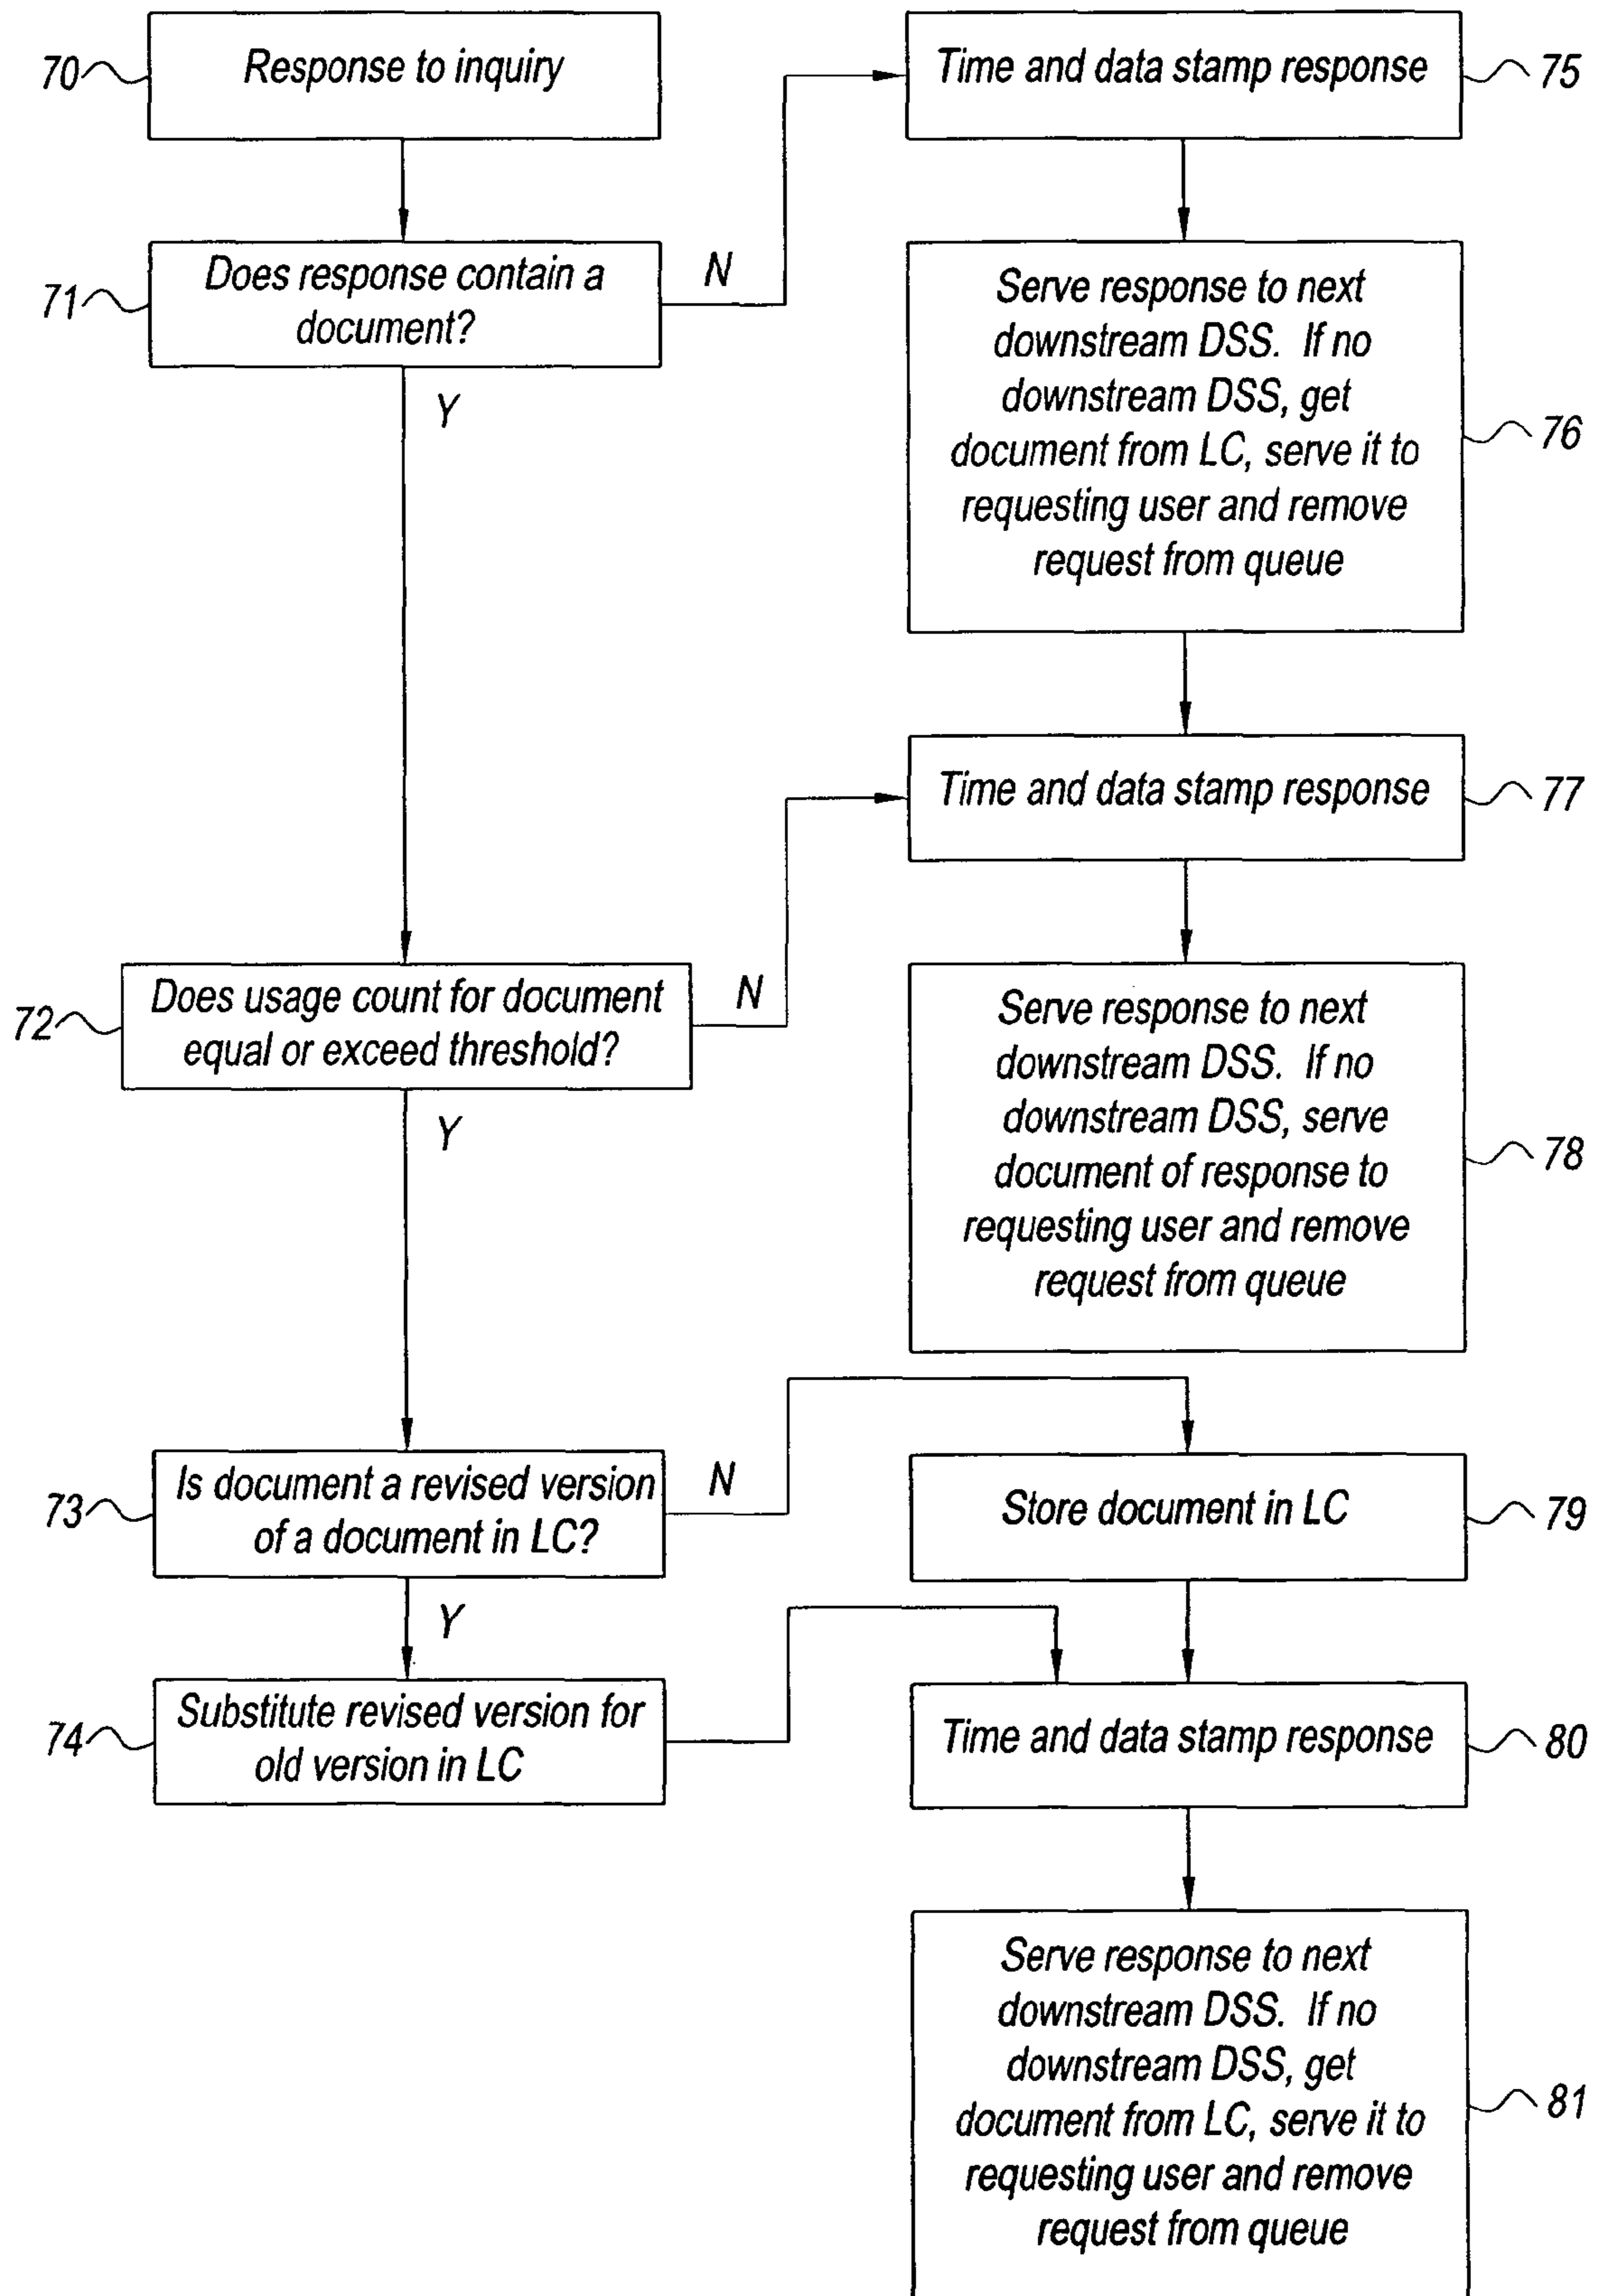 70
Response to inquiry
Time and data stamp response
75
71
Does response contain a
document?
N
Y
Serve response to next
downstream DSS. If no
downstream DSS, get
document from LC, serve it to
requesting user and remove
request from queue
76
Time and data stamp response
77
72
Does usage count for document
equal or exceed threshold?
N
Y
Serve response to next
downstream DSS. If no
downstream DSS, serve
document of response to
requesting user and remove
request from queue
78
73
Is document a revised version
of a document in LC?
N
Y
Store document in LC
79
74
Substitute revised version for
old version in LC
Time and data stamp response
80
Serve response to next
downstream DSS. If no
downstream DSS, get
document from LC, serve it to
requesting user and remove
request from queue
81